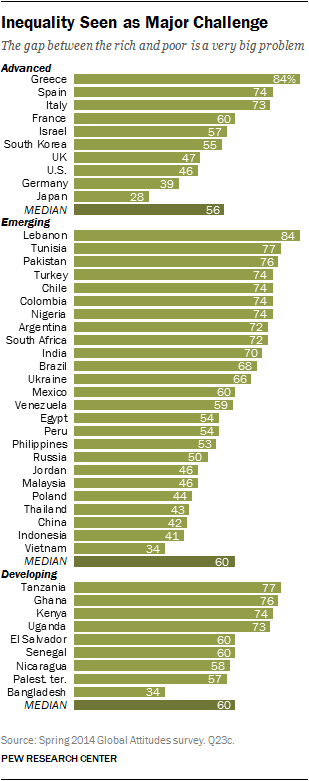 Inequality Seen as Major Challenge
The gap between the rich and poor is a very big problem
Advanced
Greece 84%
Spain 74
Italy 73
France 60
Israel 57
South Korea 55
UK 47
U.S. 46
Germany 39
Japan 28
MEDIAN 56
Emerging
Lebanon 84
Tunisia 77
Pakistan 76
Turkey 74
Chile 74
Colombia 74
Nigeria 74
Argentina 72
South Africa 72
India 70
Brazil 68
Ukraine 66
Mexico 60
Venezuela 59
Egypt 54
Peru 54
Philippines 53
Russia 50
Jordan 46
Malaysia 46
Poland 44
Thailand 43
China 42
Indonesia 41
Vietnam 34
MEDIAN 60
Developing
Tanzania 77
Ghana 76
Kenya 74
Uganda 73
El Salvador 60
Senegal 60
Nicaragua 58
Palest. ter. 57
Bangladesh 34
MEDIAN 60
Source: Spring 2014 Global Attitudes survey. Q23c.
PEW RESEARCH CENTER